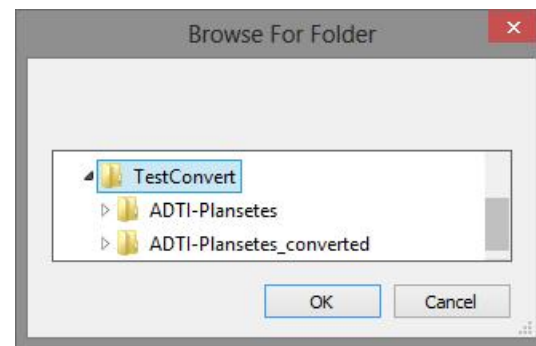 Browse For Folder
TestConvert
ADTI-Plansetes
ADTI-Plansetes_converted
OK
Cancel